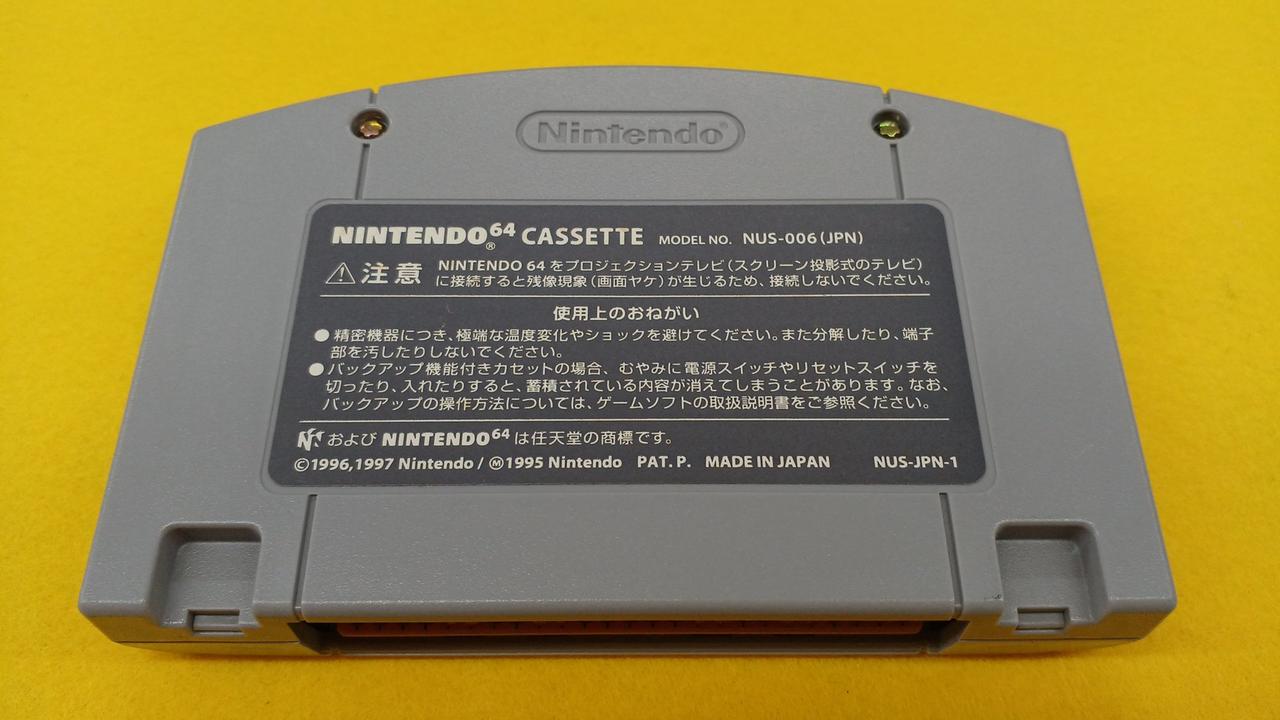 Nintendo®
NINTENDO64® CASSETTE MODEL NO. NUS-006(JPN)
⚠注意 NINTENDO 64をプロジェクションテレビ(スクリーン投影式のテレビ)
に接続すると残像現象(画面ヤケ)が生じるため、接続しないでください。
使用上のおねがい
●精密機器につき、極端な温度変化やショックを避けてください。また分解したり、端子
部を汚したりしないでください。
●バックアップ機能付きカセットの場合、むやみに電源スイッチやリセットスイッチを
切ったり、入れたりすると、蓄積されている内容が消えてしまうことがあります。なお、
バックアップの操作方法については、ゲームソフトの取扱説明書をご参照ください。
および NINTENDO64 は任天堂の商標です。
©1996,1997 Nintendo / Ⓜ1995 Nintendo PAT. P. MADE IN JAPAN NUS-JPN-1